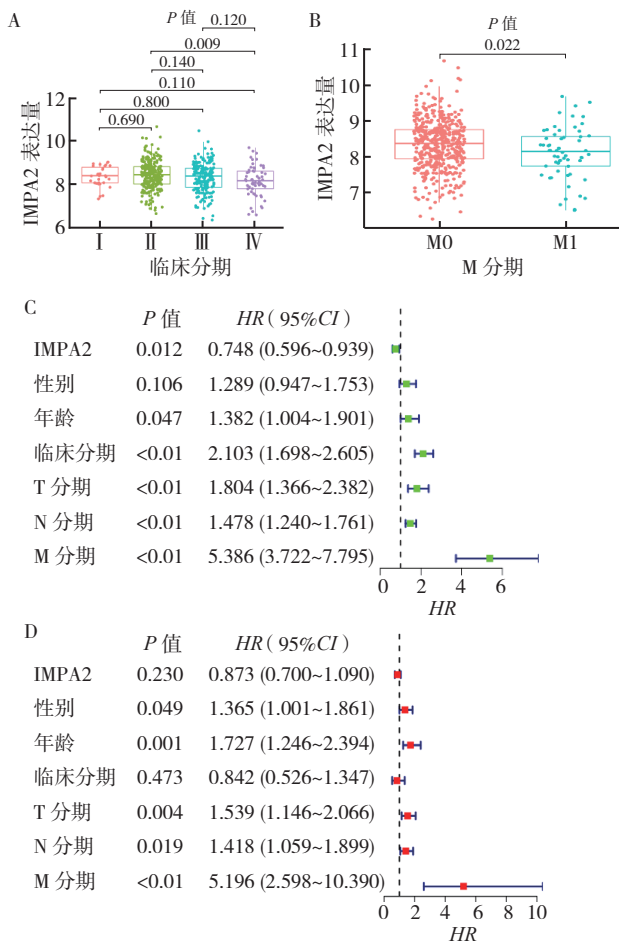 A
P 值
0.120
0.009
0.140
0.110
0.800
0.690
12
10
8
6
IMPA2 表达量
Ⅰ Ⅱ Ⅲ Ⅳ
临床分期
B
P 值
0.022
11
10
9
8
7
IMPA2 表达量
M0 M1
M 分期
C
P 值 HR（95%CI）
IMPA2 0.012 0.748 (0.596~0.939)
性别 0.106 1.289 (0.947~1.753)
年龄 0.047 1.382 (1.004~1.901)
临床分期 <0.01 2.103 (1.698~2.605)
T 分期 <0.01 1.804 (1.366~2.382)
N 分期 <0.01 1.478 (1.240~1.761)
M 分期 <0.01 5.386 (3.722~7.795)
0 2 4 6
HR
D
P 值 HR（95%CI）
IMPA2 0.230 0.873 (0.700~1.090)
性别 0.049 1.365 (1.001~1.861)
年龄 0.001 1.727 (1.246~2.394)
临床分期 0.473 0.842 (0.526~1.347)
T 分期 0.004 1.539 (1.146~2.066)
N 分期 0.019 1.418 (1.059~1.899)
M 分期 <0.01 5.196 (2.598~10.390)
0 2 4 6 8 10
HR